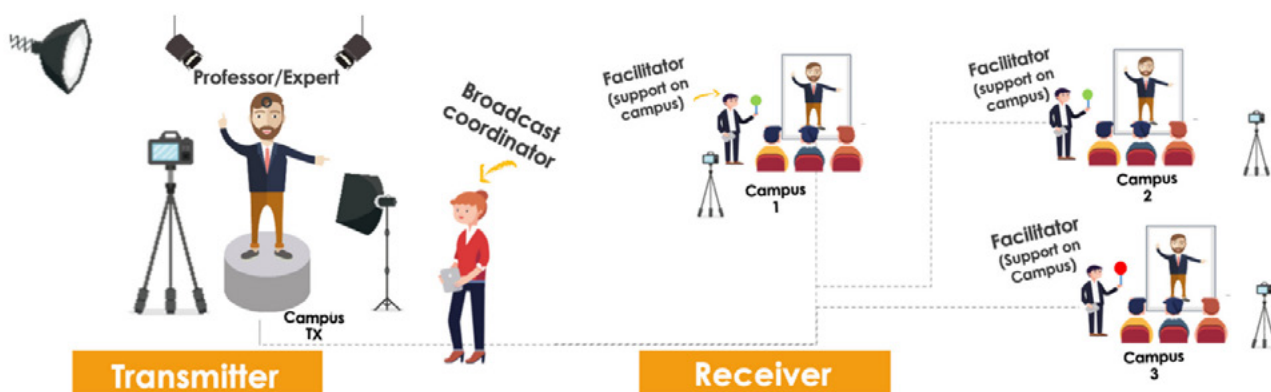 Professor/Expert
Broadcast
coordinator
Campus
TX
Transmitter
Facilitator
(support on
campus)
Campus
1
Facilitator
(support on
campus)
Campus
2
Facilitator
(Support on
Campus)
Campus
3
Receiver